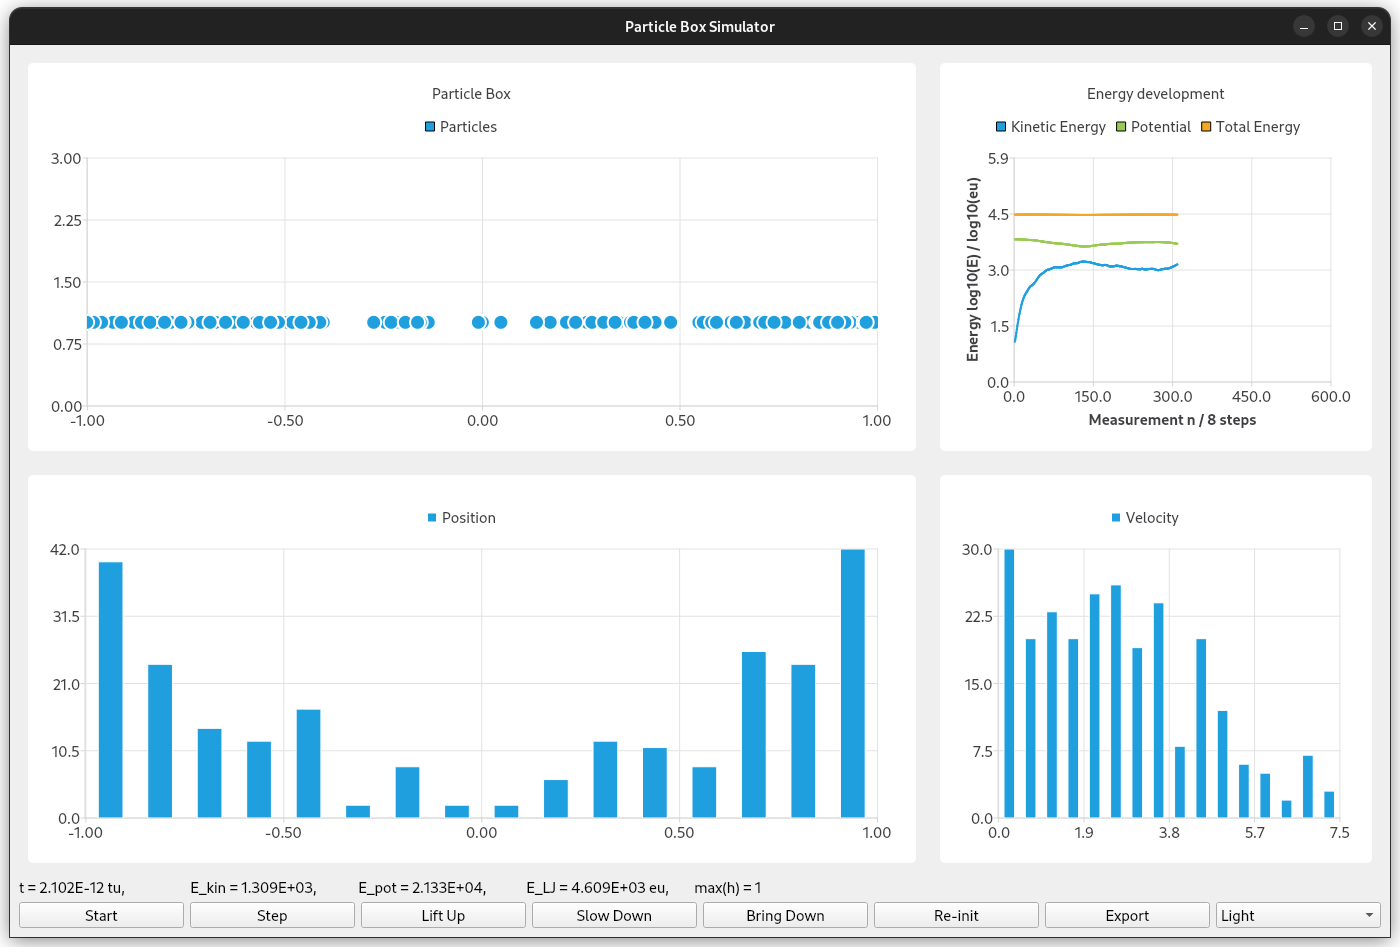 Particle Box Simulator
Particle Box
Particles
3.00
2.25
1.50
0.75
0.00
-1.00 -0.50 0.00 0.50 1.00
Energy development
Kinetic Energy Potential Total Energy
Energy log10(E) / log10(eu)
5.9
4.5
3.0
1.5
0.0
0.0 150.0 300.0 450.0 600.0
Measurement n / 8 steps
Position
42.0
31.5
21.0
10.5
0.0
-1.00 -0.50 0.00 0.50 1.00
Velocity
30.0
22.5
15.0
7.5
0.0
0.0 1.9 3.8 5.7 7.5
t = 2.102E-12 tu, E_kin = 1.309E+03, E_pot = 2.133E+04, E_LJ = 4.609E+03 eu, max(h) = 1
Start Step Lift Up Slow Down Bring Down Re-init Export Light